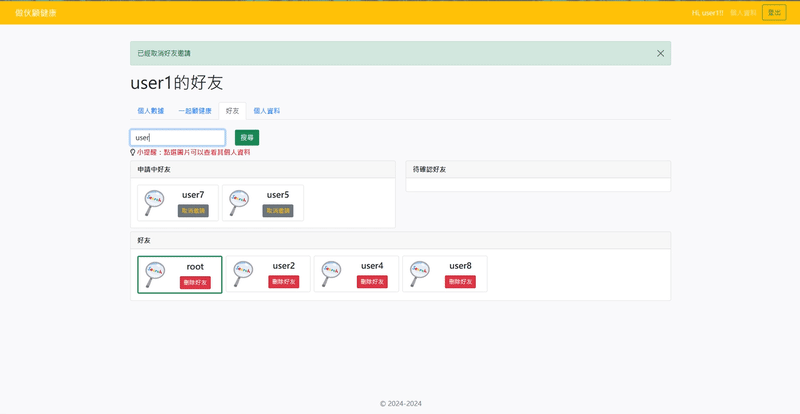 健康
Hi, user1!!
個人資料
登出
已經取消好友邀請
user1的好友
個人數據
一起顧健康
好友
個人資料
user
搜尋
小提醒：點選圖片可以查看其個人資料
申請中好友
待確認好友
user7
user5
取消邀請
取消邀請
好友
root
user2
user4
user8
刪除好友
刪除好友
刪除好友
刪除好友
© 2024-2024